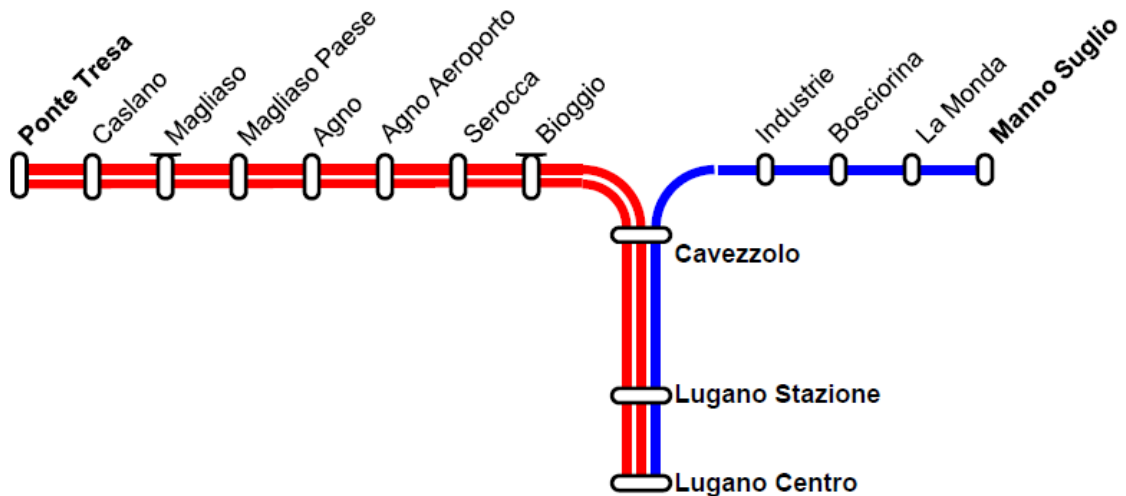 Ponte Tresa
Caslano
Magliaso
Magliaso Paese
Agno
Agno Aeroporto
Serocca
Bioggio
Industrie
Bosciorina
La Monda
Manno Suglio
Cavezzolo
Lugano Stazione
Lugano Centro